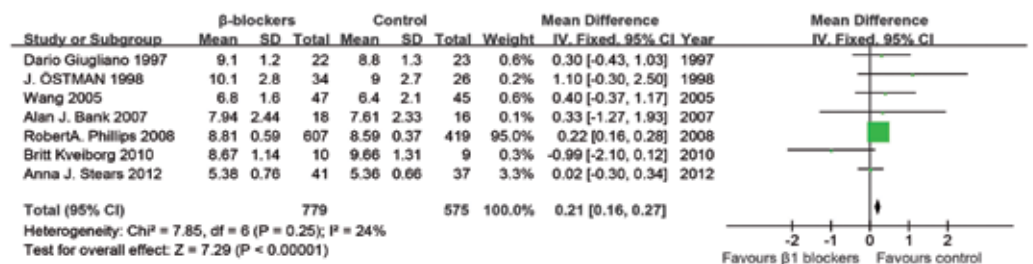 β-blockers Control Mean Difference Mean Difference
Study or Subgroup Mean SD Total Mean SD Total Weight IV, Fixed, 95% CI Year IV, Fixed, 95% CI
Dario Giugliano 1997 9.1 1.2 22 8.8 1.3 23 0.6% 0.30 [-0.43, 1.03] 1997
J. ÖSTMAN 1998 10.1 2.8 34 9 2.7 26 0.2% 1.10 [-0.30, 2.50] 1998
Wang 2005 6.8 1.6 47 6.4 2.1 45 0.6% 0.40 [-0.37, 1.17] 2005
Alan J. Bank 2007 7.94 2.44 18 7.61 2.33 16 0.1% 0.33 [-1.27, 1.93] 2007
RobertA. Phillips 2008 8.81 0.59 607 8.59 0.37 419 95.0% 0.22 [0.16, 0.28] 2008
Britt Kveiborg 2010 8.67 1.14 10 9.66 1.31 9 0.3% -0.99 [-2.10, 0.12] 2010
Anna J. Stears 2012 5.38 0.76 41 5.36 0.66 37 3.3% 0.02 [-0.30, 0.34] 2012
Total (95% CI) 779 575 100.0% 0.21 [0.16, 0.27]
Heterogeneity: Chi² = 7.85, df = 6 (P = 0.25); I² = 24%
Test for overall effect: Z = 7.29 (P < 0.00001)
-2 -1 0 1 2
Favours β1 blockers Favours control